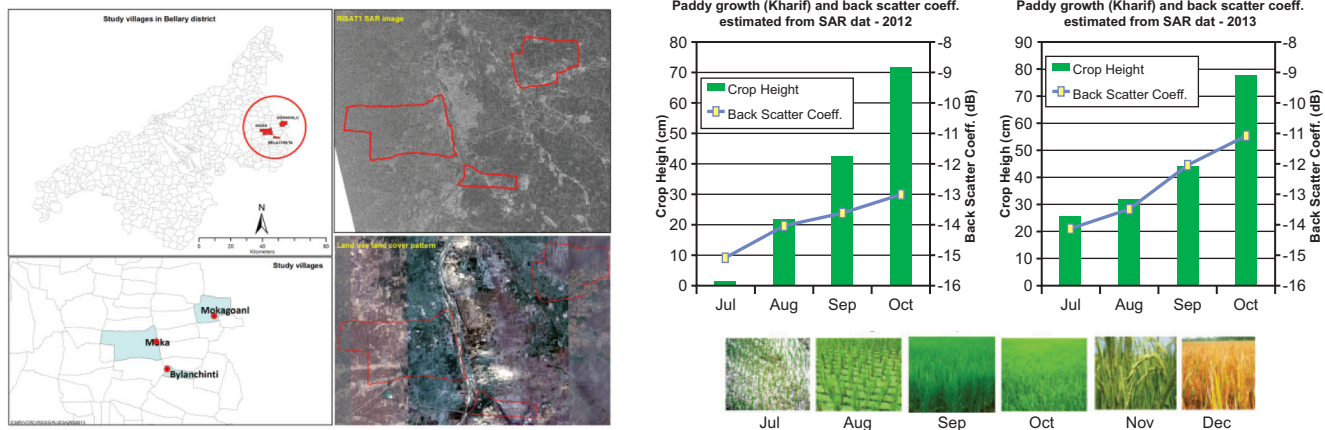 Study villages in Bellary district
MOKA
BELACHINTA
N
0 20 40 80
Kilometers
RISAT1 SAR image
Study villages
Mokagoanl
Moka
Bylanchinti
Land use land cover pattern
Paddy growth (Kharif) and back scatter coeff.
estimated from SAR dat - 2012
Crop Heigh (cm)
80
70
60
50
40
30
20
10
0
Crop Height
Back Scatter Coeff.
-8
-9
-10
-11
-12
-13
-14
-15
-16
Back Scatter Coeff. (dB)
Jul Aug Sep Oct
Paddy growth (Kharif) and back scatter coeff.
estimated from SAR dat - 2013
Crop Heigh (cm)
90
80
70
60
50
40
30
20
10
0
Crop Height
Back Scatter Coeff.
-8
-9
-10
-11
-12
-13
-14
-15
-16
Back Scatter Coeff. (dB)
Jul Aug Sep Oct
Jul Aug Sep Oct Nov Dec